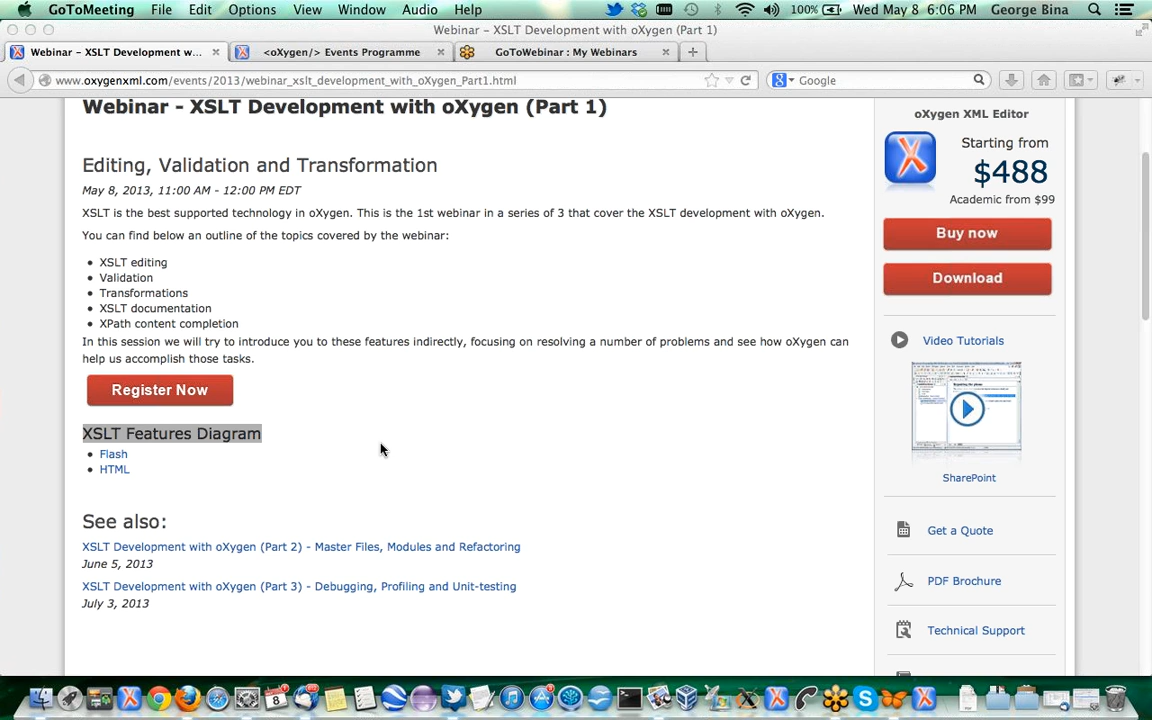 GoToMeeting File Edit Options View Window Audio Help 100% Wed May 8 6:06 PM George Bina
Webinar - XSLT Development with oXygen (Part 1)
Webinar - XSLT Development w... <oXygen/> Events Programme GoToWebinar : My Webinars
www.oxygenxml.com/events/2013/webinar_xslt_development_with_oXygen_Part1.html Google
Webinar - XSLT Development with oXygen (Part 1)
Editing, Validation and Transformation
May 8, 2013, 11:00 AM - 12:00 PM EDT
XSLT is the best supported technology in oXygen. This is the 1st webinar in a series of 3 that cover the XSLT development with oXygen.
You can find below an outline of the topics covered by the webinar:
XSLT editing
Validation
Transformations
XSLT documentation
XPath content completion
In this session we will try to introduce you to these features indirectly, focusing on resolving a number of problems and see how oXygen can
help us accomplish those tasks.
Register Now
XSLT Features Diagram
Flash
HTML
See also:
XSLT Development with oXygen (Part 2) - Master Files, Modules and Refactoring
June 5, 2013
XSLT Development with oXygen (Part 3) - Debugging, Profiling and Unit-testing
July 3, 2013
oXygen XML Editor
Starting from
$488
Academic from $99
Buy now
Download
Video Tutorials
SharePoint
Get a Quote
PDF Brochure
Technical Support